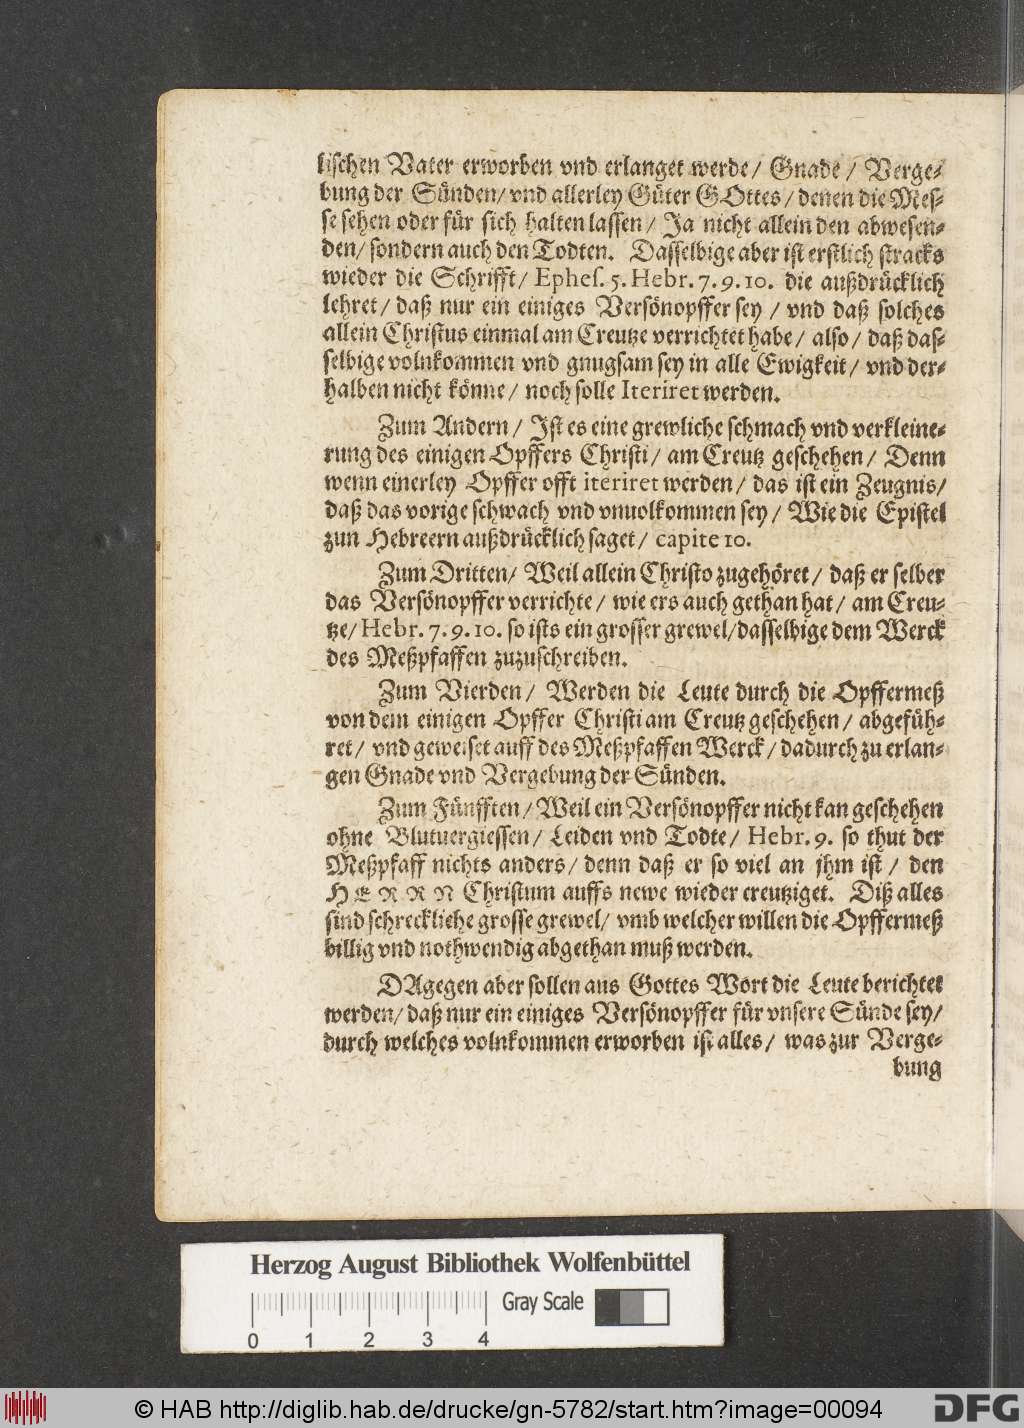 lischen Vater erworben vnd erlanget werde/ Gnade/ Verge-
bung der Sünden/ vnd allerley Güter GOttes/ denen die Mes-
se sehen oder für sich halten lassen/ Ja nicht allein den abwesen-
den/ sondern auch den Todten. Dasselbige aber ist erstlich stracks
wieder die Schrifft/ Ephes. 5. Hebr. 7. 9. 10. die außdrücklich
lehret/ daß nur ein einiges Versönopffer sey/ vnd daß solches
allein Christus einmal am Creutze verrichtet habe/ also/ daß das-
selbige volnkommen vnd gnugsam sey in alle Ewigkeit/ vnd der-
halben nicht könne/ noch solle Iteriret werden.
Zum Andern/ Ist es eine grewliche schmach vnd verkleine-
rung des einigen Opffers Christi/ am Creutz geschehen/ Denn
wenn einerley Opffer offt iteriret werden/ das ist ein Zeugnis/
daß das vorige schwach vnd vnuolkommen sey/ Wie die Epistel
zun Hebreern außdrücklich saget/ capite 10.
Zum Dritten/ Weil allein Christo zugehöret/ daß er selber
das Versönopffer verrichte/ wie ers auch gethan hat/ am Creu-
tze/ Hebr. 7. 9. 10. so ists ein grosser grewel/ dasselbige dem Werck
des Meßpfaffen zuzuschreiben.
Zum Vierden/ Werden die Leute durch die Opffermeß
von dem einigen Opffer Christi am Creutz geschehen/ abgefüh-
ret/ vnd geweiset auff des Meßpfaffen Werck/ dadurch zu erlan-
gen Gnade vnd Vergebung der Sünden.
Zum Fünfften/ Weil ein Versönopffer nicht kan geschehen
ohne Blutuergiessen/ Leiden vnd Todte/ Hebr. 9. so thut der
Meßpfaff nichts anders/ denn daß er so viel an jhm ist/ den
HERRN Christum auffs newe wieder creutziget. Diß alles
sind schreckliche grosse grewel/ vmb welcher willen die Opffermeß
billig vnd nothwendig abgethan muß werden.
DAgegen aber sollen aus Gottes Wort die Leute berichtet
werden/ daß nur ein einiges Versönopffer für vnsere Sünde sey/
durch welches volnkommen erworben ist alles/ was zur Verge-
bung
Herzog August Bibliothek Wolfenbüttel
Gray Scale
0 1 2 3 4
© HAB http://diglib.hab.de/drucke/gn-5782/start.htm?image=00094
DFG